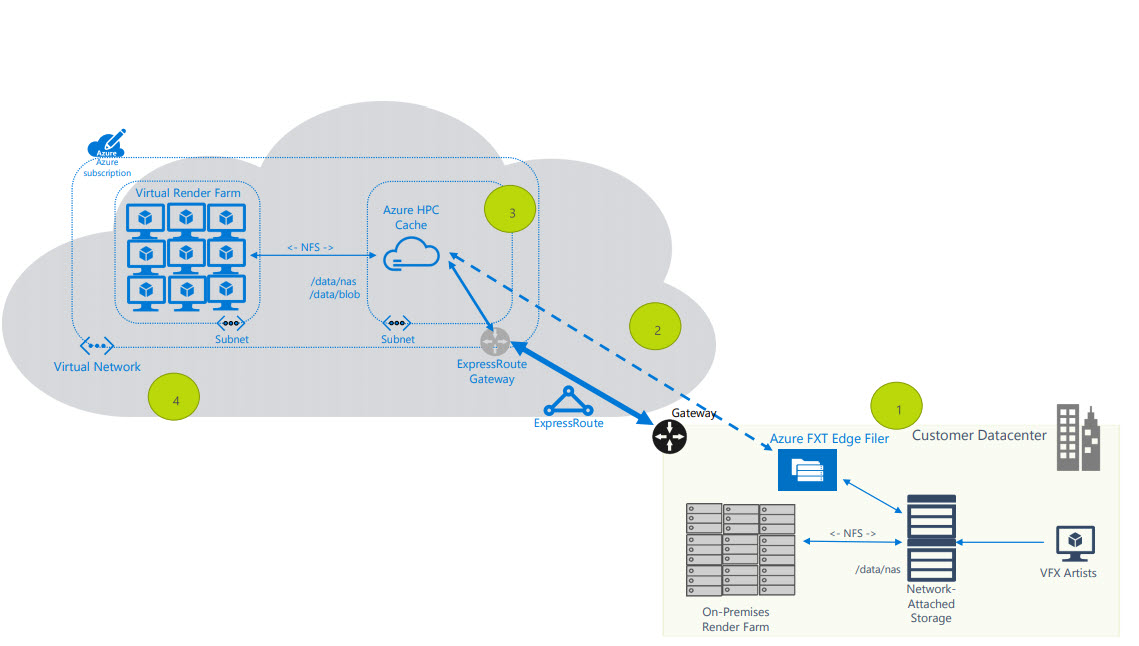 Azure
Azure
subscription
Virtual Render Farm
Azure HPC
Cache
3
<- NFS ->
/data/nas
/data/blob
Subnet
Subnet
2
Virtual Network
ExpressRoute
Gateway
4
ExpressRoute
1
Gateway
Azure FXT Edge Filer
Customer Datacenter
<- NFS ->
/data/nas
VFX Artists
Network-
Attached
Storage
On-Premises
Render Farm